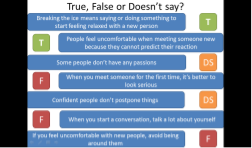 True, False or Doesn't say?
Breaking the ice means saying or doing something to
start feeling relaxed with a new person
T
T
People feel uncomfortable when meeting someone new
because they cannot predict their reaction
Some people don't have any passions
DS
F
When you meet someone for the first time, it's better to
look serious
Confident people don't postpone things
DS
F
When you start a conversation, talk a lot about yourself
If you feel uncomfortable with new people, avoid being
around them
F